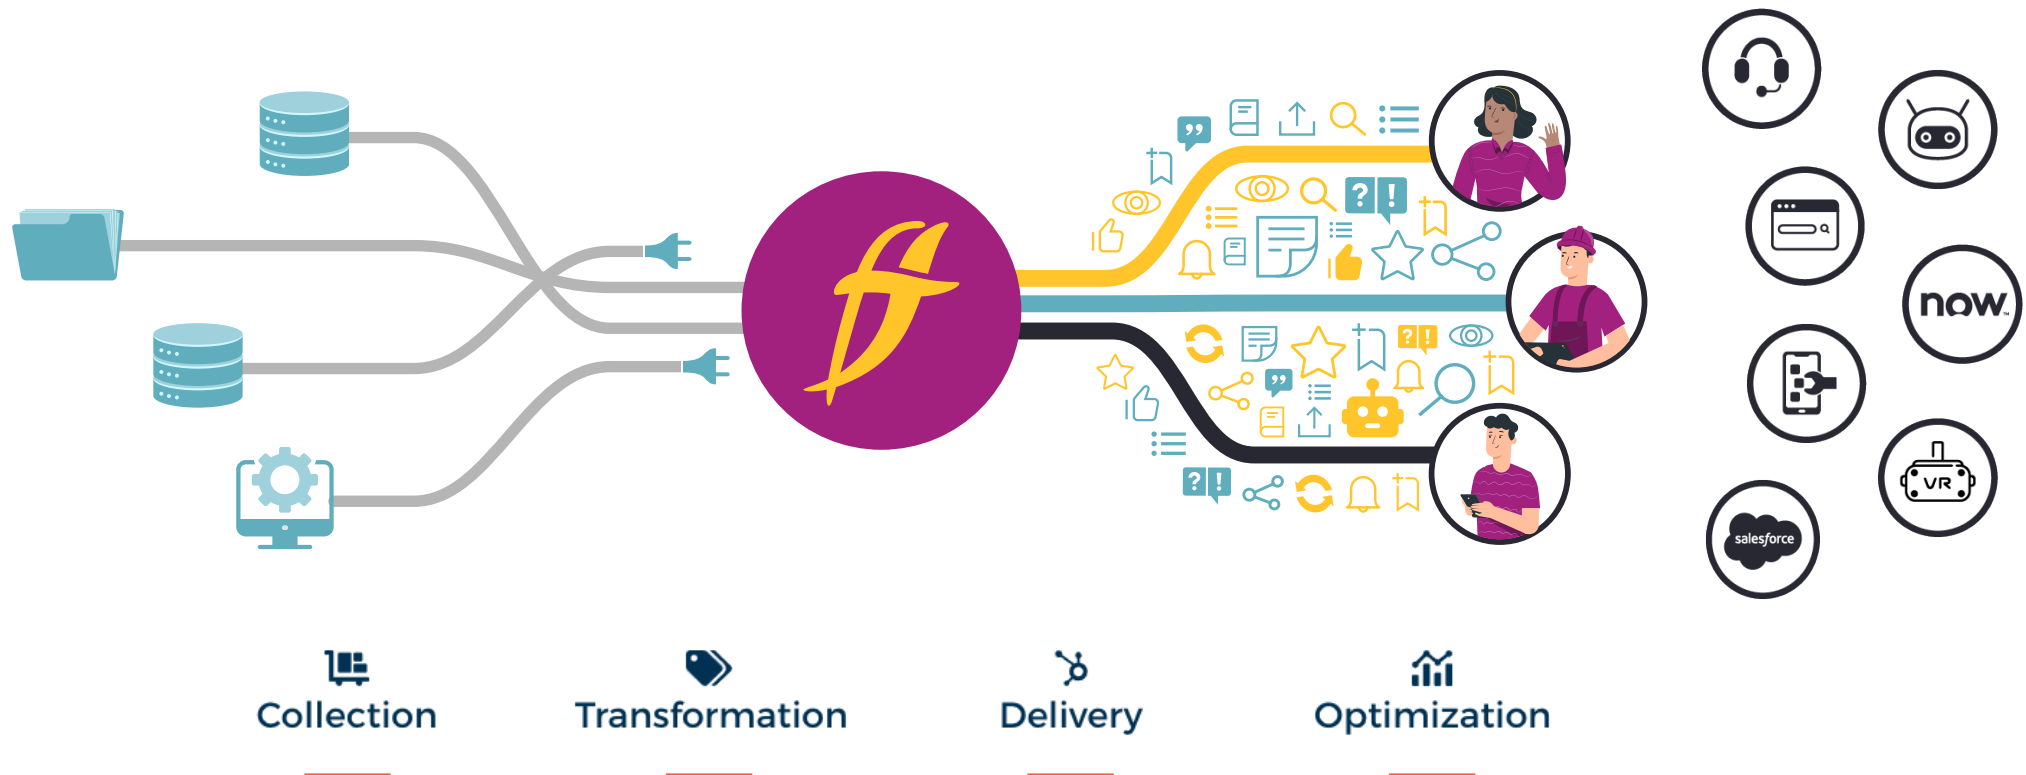 now
VR
salesforce
Collection
Transformation
Delivery
Optimization